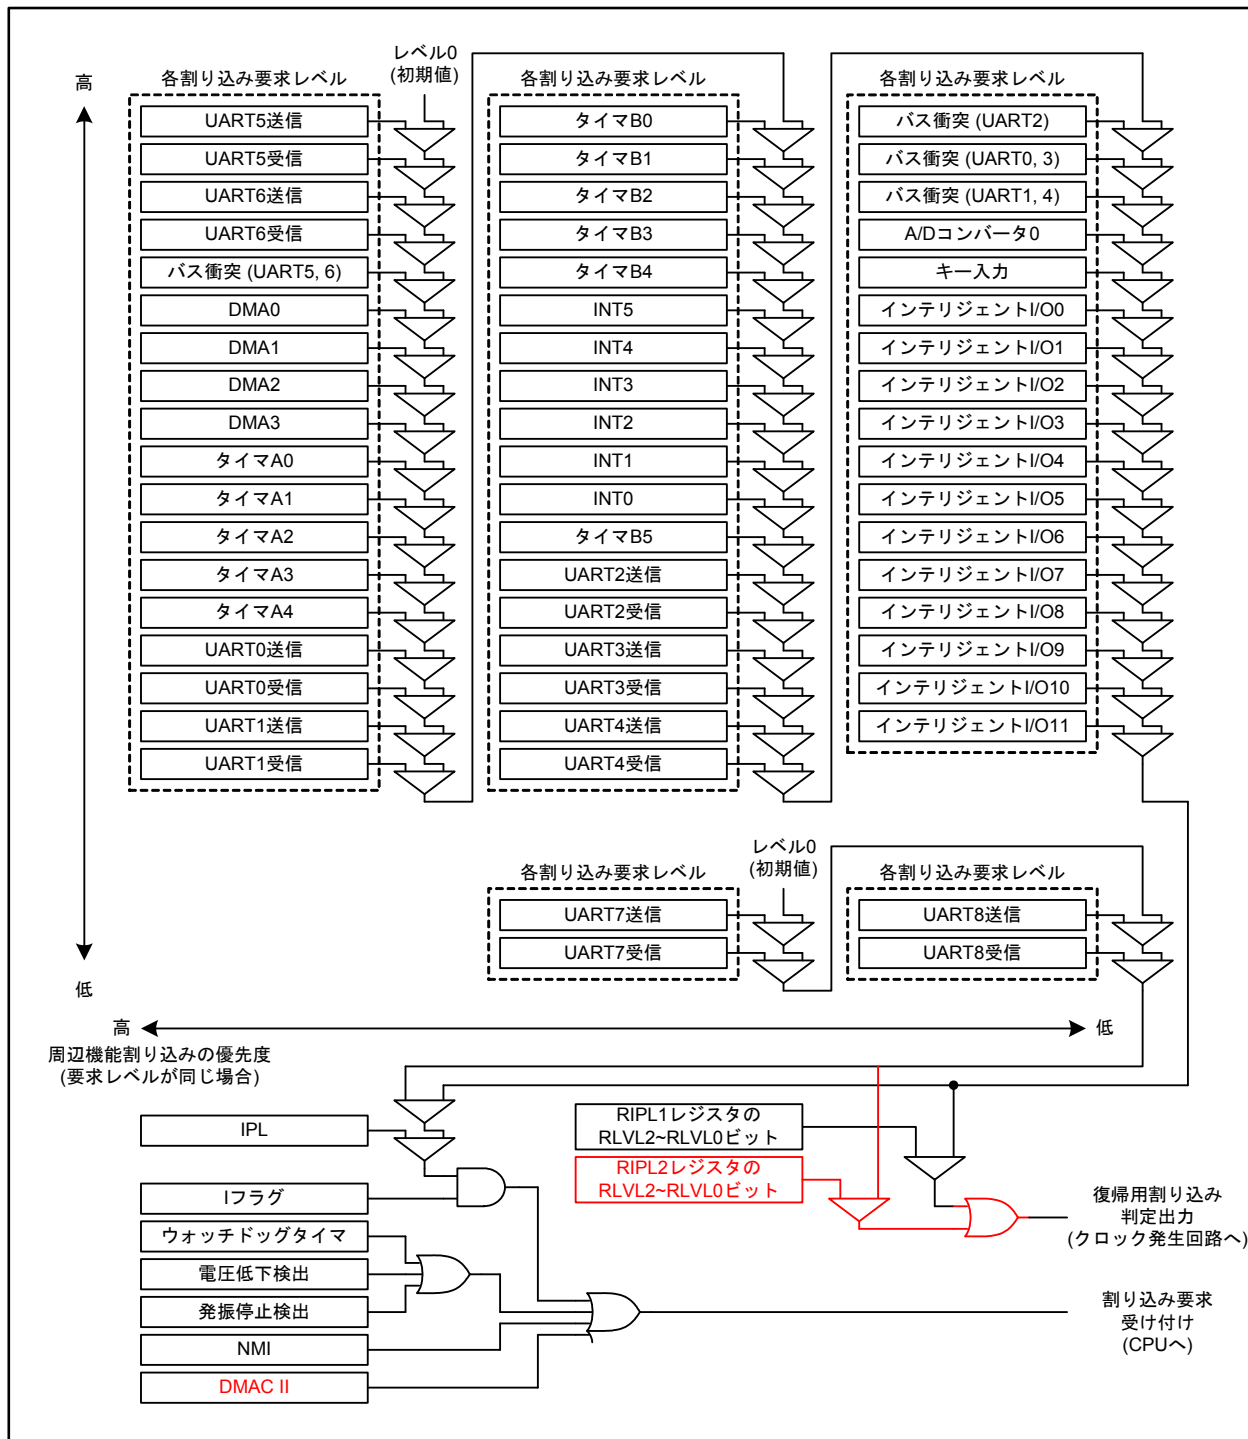 高
低
各割り込み要求レベル
レベル0
(初期値)
UART5送信
UART5受信
UART6送信
UART6受信
バス衝突 (UART5, 6)
DMA0
DMA1
DMA2
DMA3
タイマA0
タイマA1
タイマA2
タイマA3
タイマA4
UART0送信
UART0受信
UART1送信
UART1受信
各割り込み要求レベル
タイマB0
タイマB1
タイマB2
タイマB3
タイマB4
INT5
INT4
INT3
INT2
INT1
INT0
タイマB5
UART2送信
UART2受信
UART3送信
UART3受信
UART4送信
UART4受信
各割り込み要求レベル
バス衝突 (UART2)
バス衝突 (UART0, 3)
バス衝突 (UART1, 4)
A/Dコンバータ0
キー入力
インテリジェントI/O0
インテリジェントI/O1
インテリジェントI/O2
インテリジェントI/O3
インテリジェントI/O4
インテリジェントI/O5
インテリジェントI/O6
インテリジェントI/O7
インテリジェントI/O8
インテリジェントI/O9
インテリジェントI/O10
インテリジェントI/O11
各割り込み要求レベル
レベル0
(初期値)
UART7送信
UART7受信
各割り込み要求レベル
UART8送信
UART8受信
高
低
周辺機能割り込みの優先度
(要求レベルが同じ場合)
IPL
Iフラグ
ウォッチドッグタイマ
電圧低下検出
発振停止検出
NMI
DMAC II
RIPL1レジスタの
RLVL2~RLVL0ビット
RIPL2レジスタの
RLVL2~RLVL0ビット
復帰用割り込み
判定出力
(クロック発生回路へ)
割り込み要求
受け付け
(CPUへ)